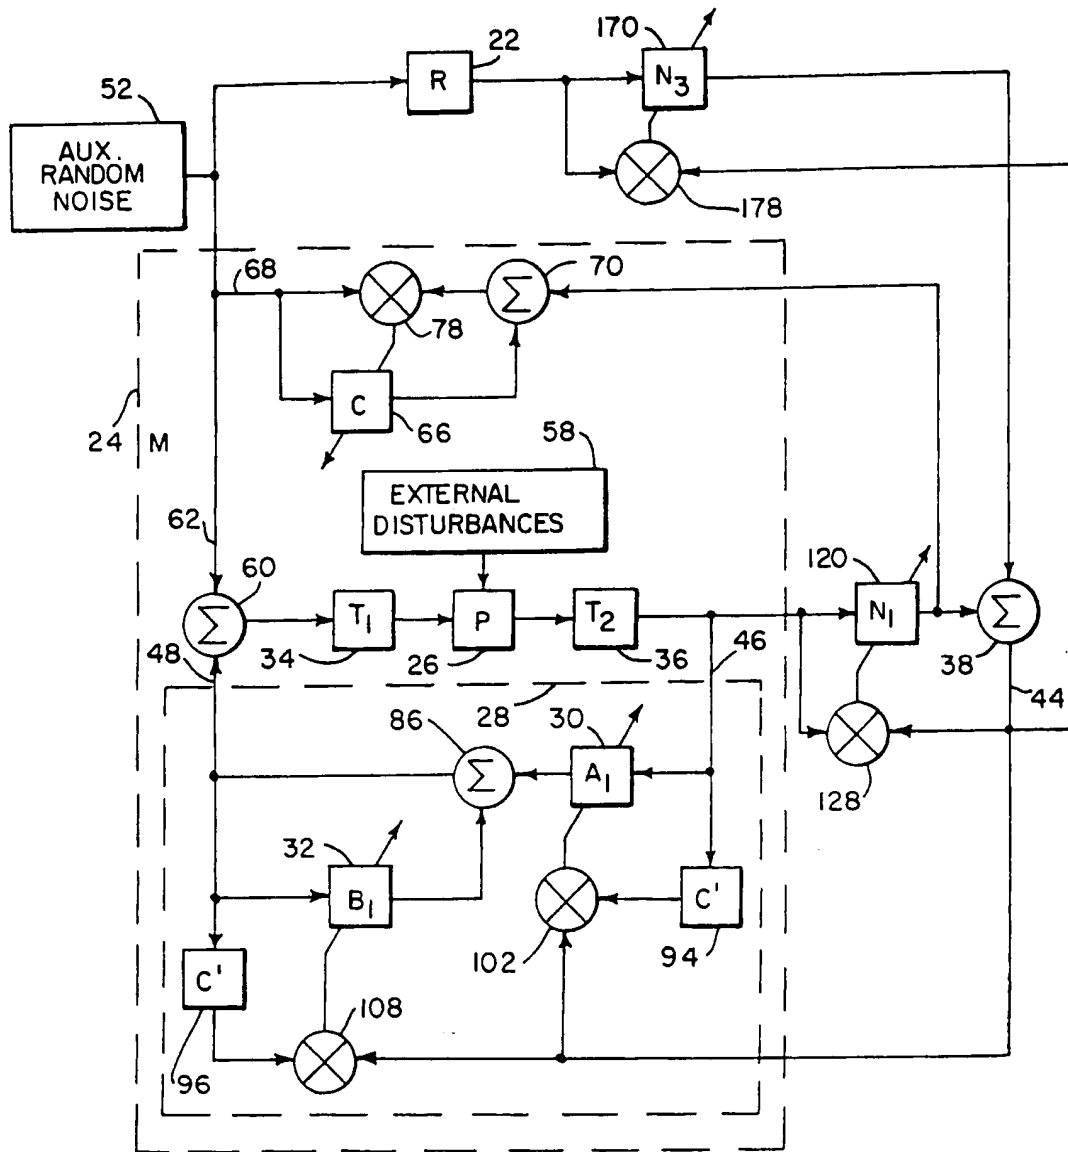 170
22
R
N3
52
AUX.
RANDOM
NOISE
178
68
70
Σ
78
C
66
24
M
58
EXTERNAL
DISTURBANCES
62
60
120
Σ
T1
P
T2
N1
Σ
34
26
36
46
38
48
28
44
86
30
Σ
A1
128
32
B1
C'
102
94
C'
108
96